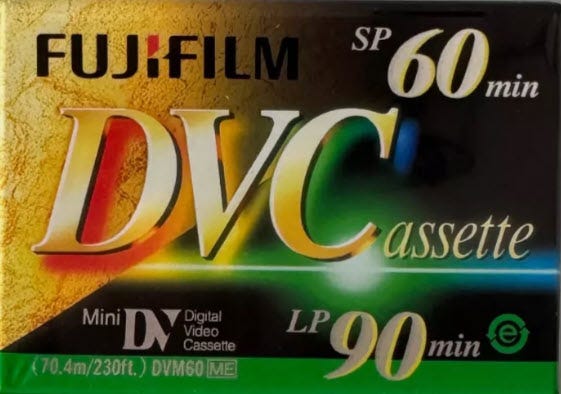 FUJIFILM
SP 60 min
DVCassette
Mini DV Digital Video Cassette
LP 90 min e
(70.4m/230ft.) DVM60 ME